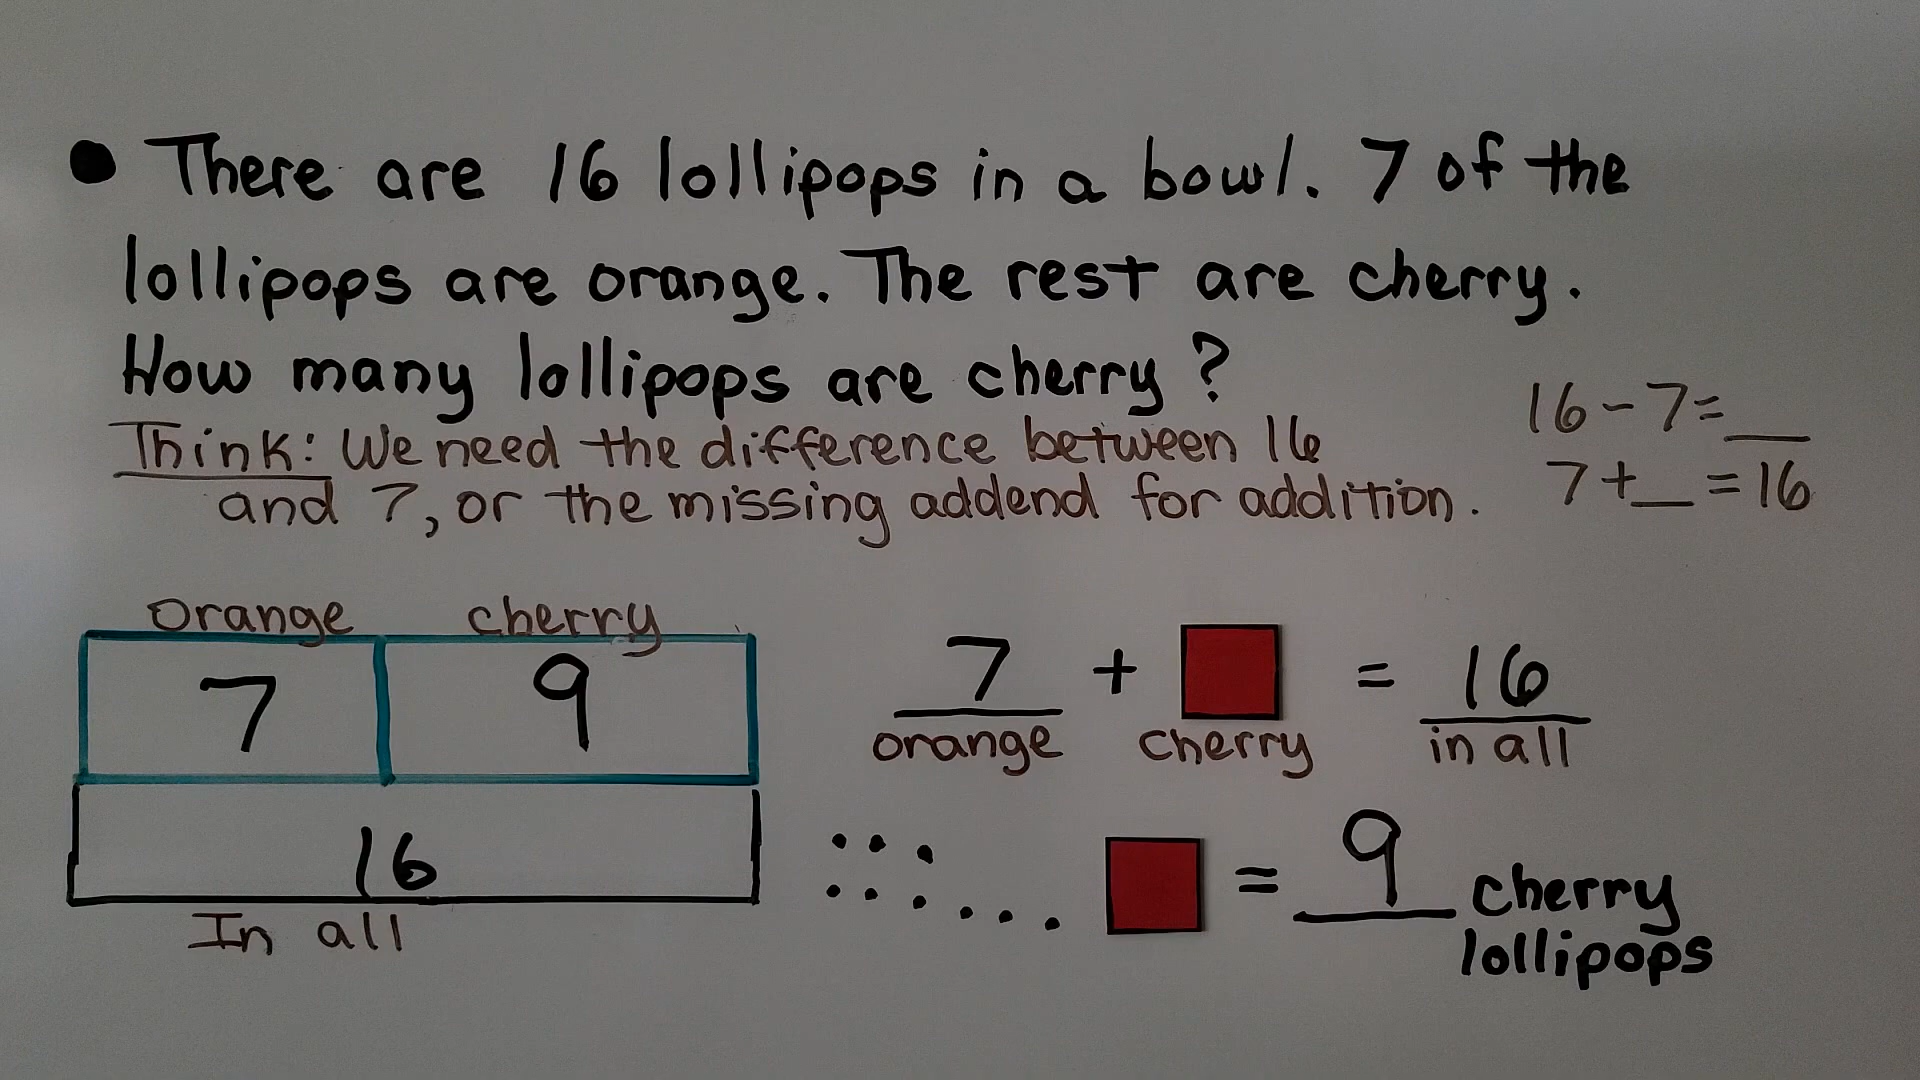 There are 16 lollipops in a bowl. 7 of the
lollipops are orange. The rest are cherry.
How many lollipops are cherry?
Think: We need the difference between 16
and 7, or the missing addend for addition.
16 - 7 = __
7 + __ = 16
orange cherry
7 9
16
In all
7 + = 16
orange cherry in all
= 9 cherry
lollipops